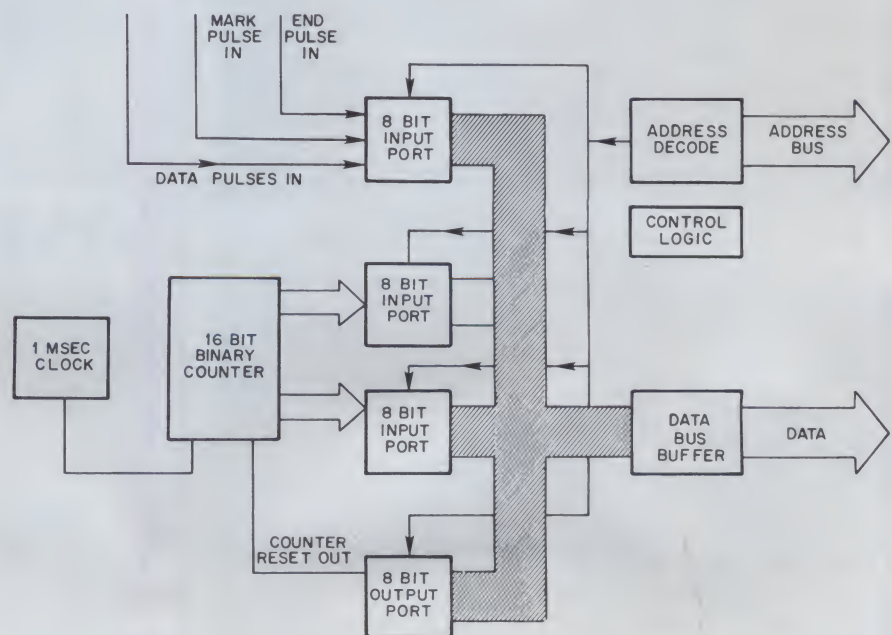 MARK
PULSE
IN
END
PULSE
IN
8 BIT
INPUT
PORT
DATA PULSES IN
ADDRESS
DECODE
ADDRESS
BUS
CONTROL
LOGIC
8 BIT
INPUT
PORT
1 MSEC
CLOCK
16 BIT
BINARY
COUNTER
8 BIT
INPUT
PORT
DATA
BUS
BUFFER
DATA
COUNTER
RESET OUT
8 BIT
OUTPUT
PORT